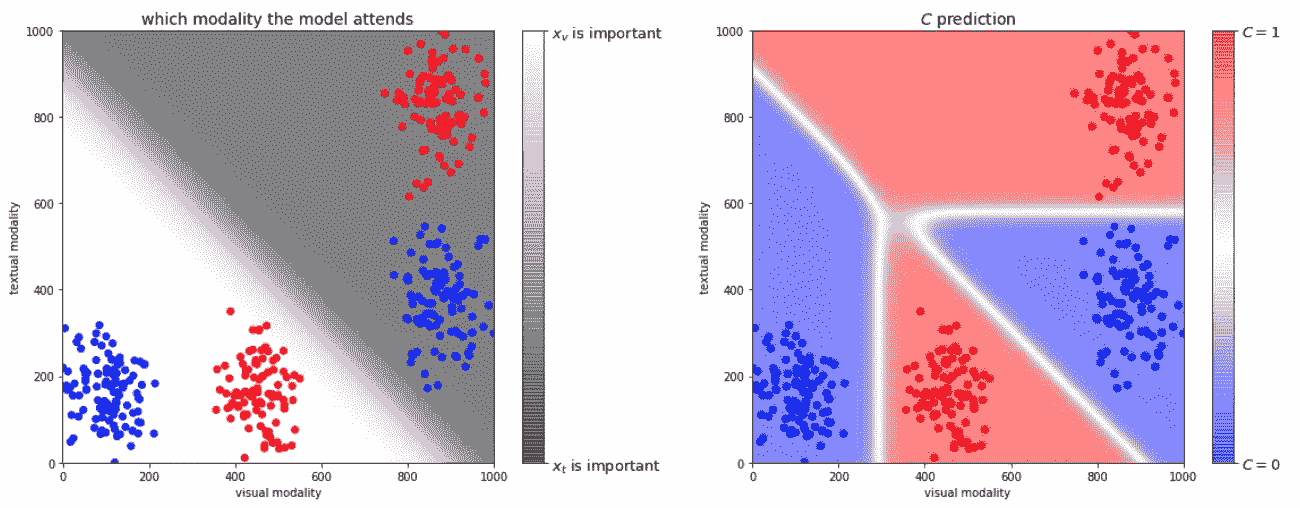 which modality the model attends
1000
800
600
400
200
0
textual modality
0
200
400
600
800
1000
visual modality
x_v is important
x_t is important
C prediction
1000
800
600
400
200
0
textual modality
0
200
400
600
800
1000
visual modality
C = 1
C = 0